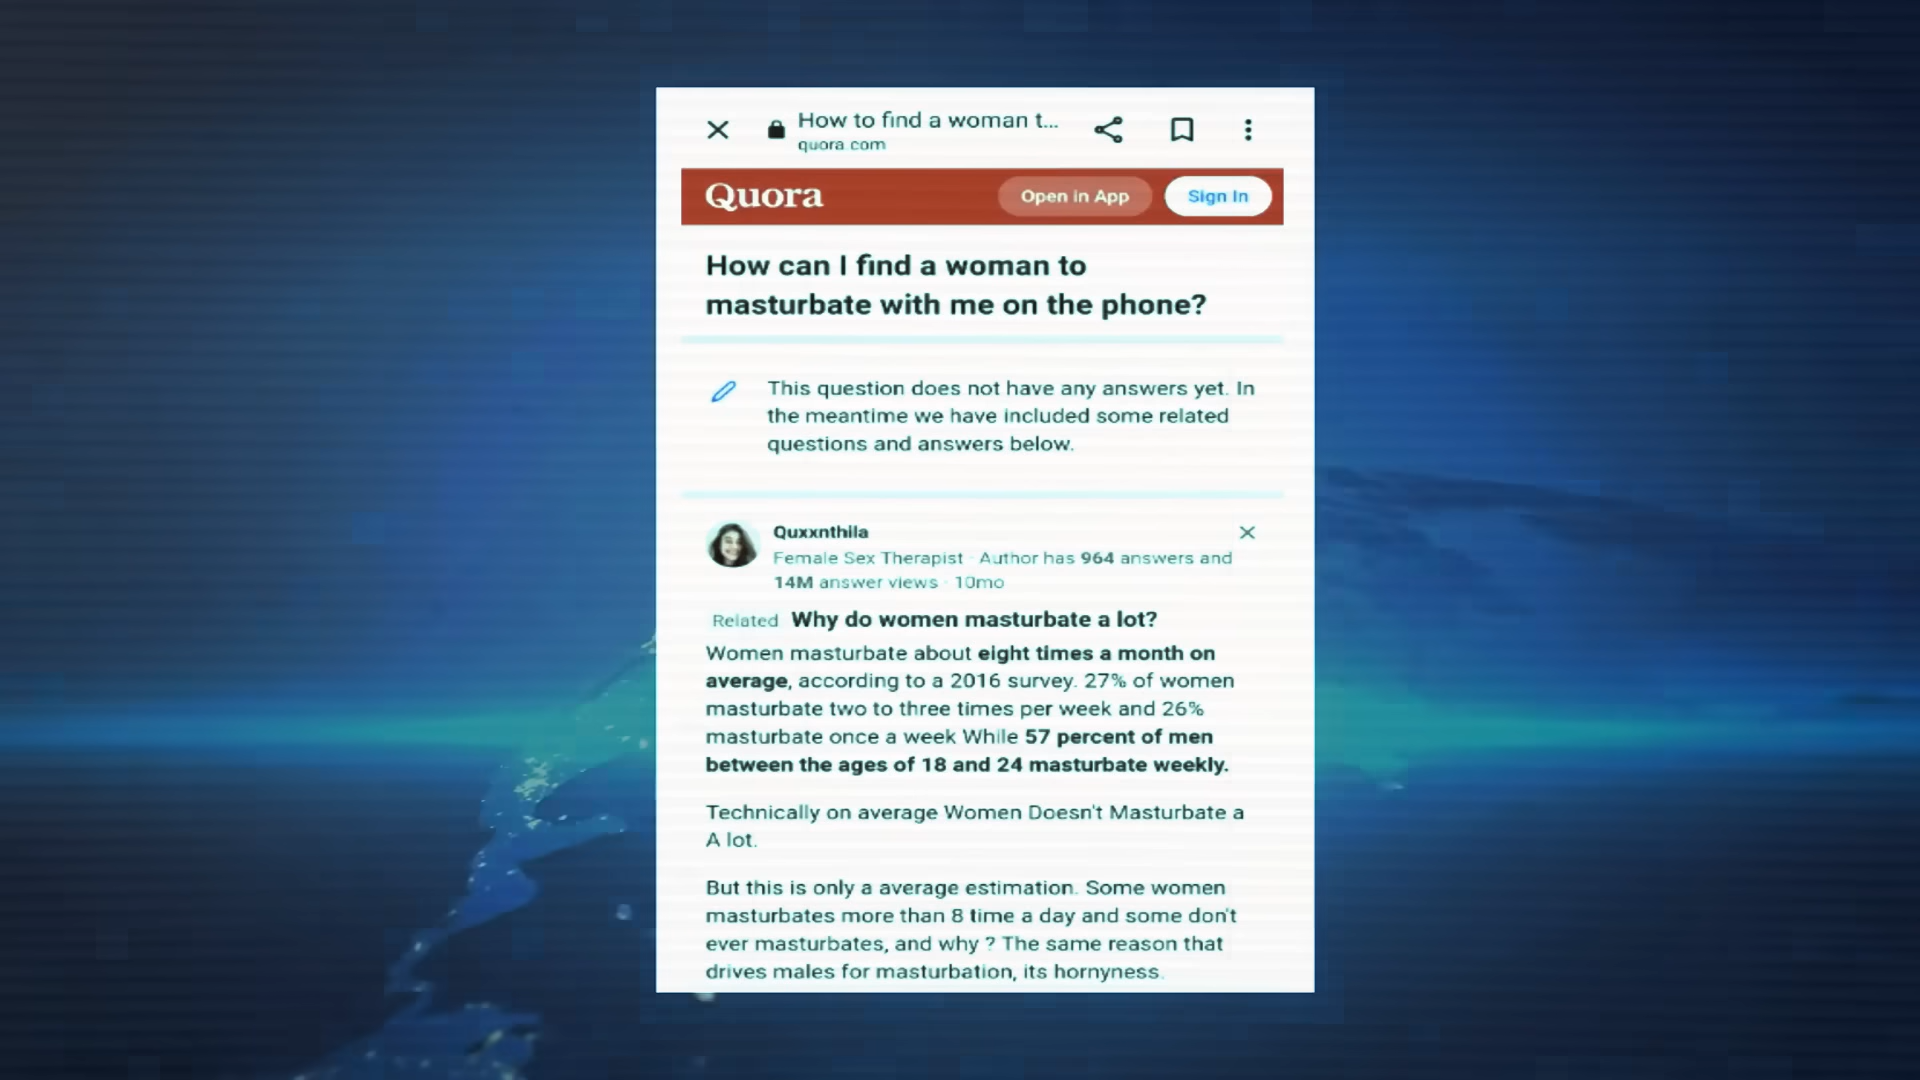 How to find a woman t...
quora.com
Quora
Open in App
Sign In
How can I find a woman to
masturbate with me on the phone?
This question does not have any answers yet. In
the meantime we have included some related
questions and answers below.
Quxxnthila
Female Sex Therapist · Author has 964 answers and
14M answer views · 10mo
Related Why do women masturbate a lot?
Women masturbate about eight times a month on
average, according to a 2016 survey. 27% of women
masturbate two to three times per week and 26%
masturbate once a week While 57 percent of men
between the ages of 18 and 24 masturbate weekly.
Technically on average Women Doesn't Masturbate a
A lot.
But this is only a average estimation. Some women
masturbates more than 8 time a day and some don't
ever masturbates, and why ? The same reason that
drives males for masturbation, its hornyness.